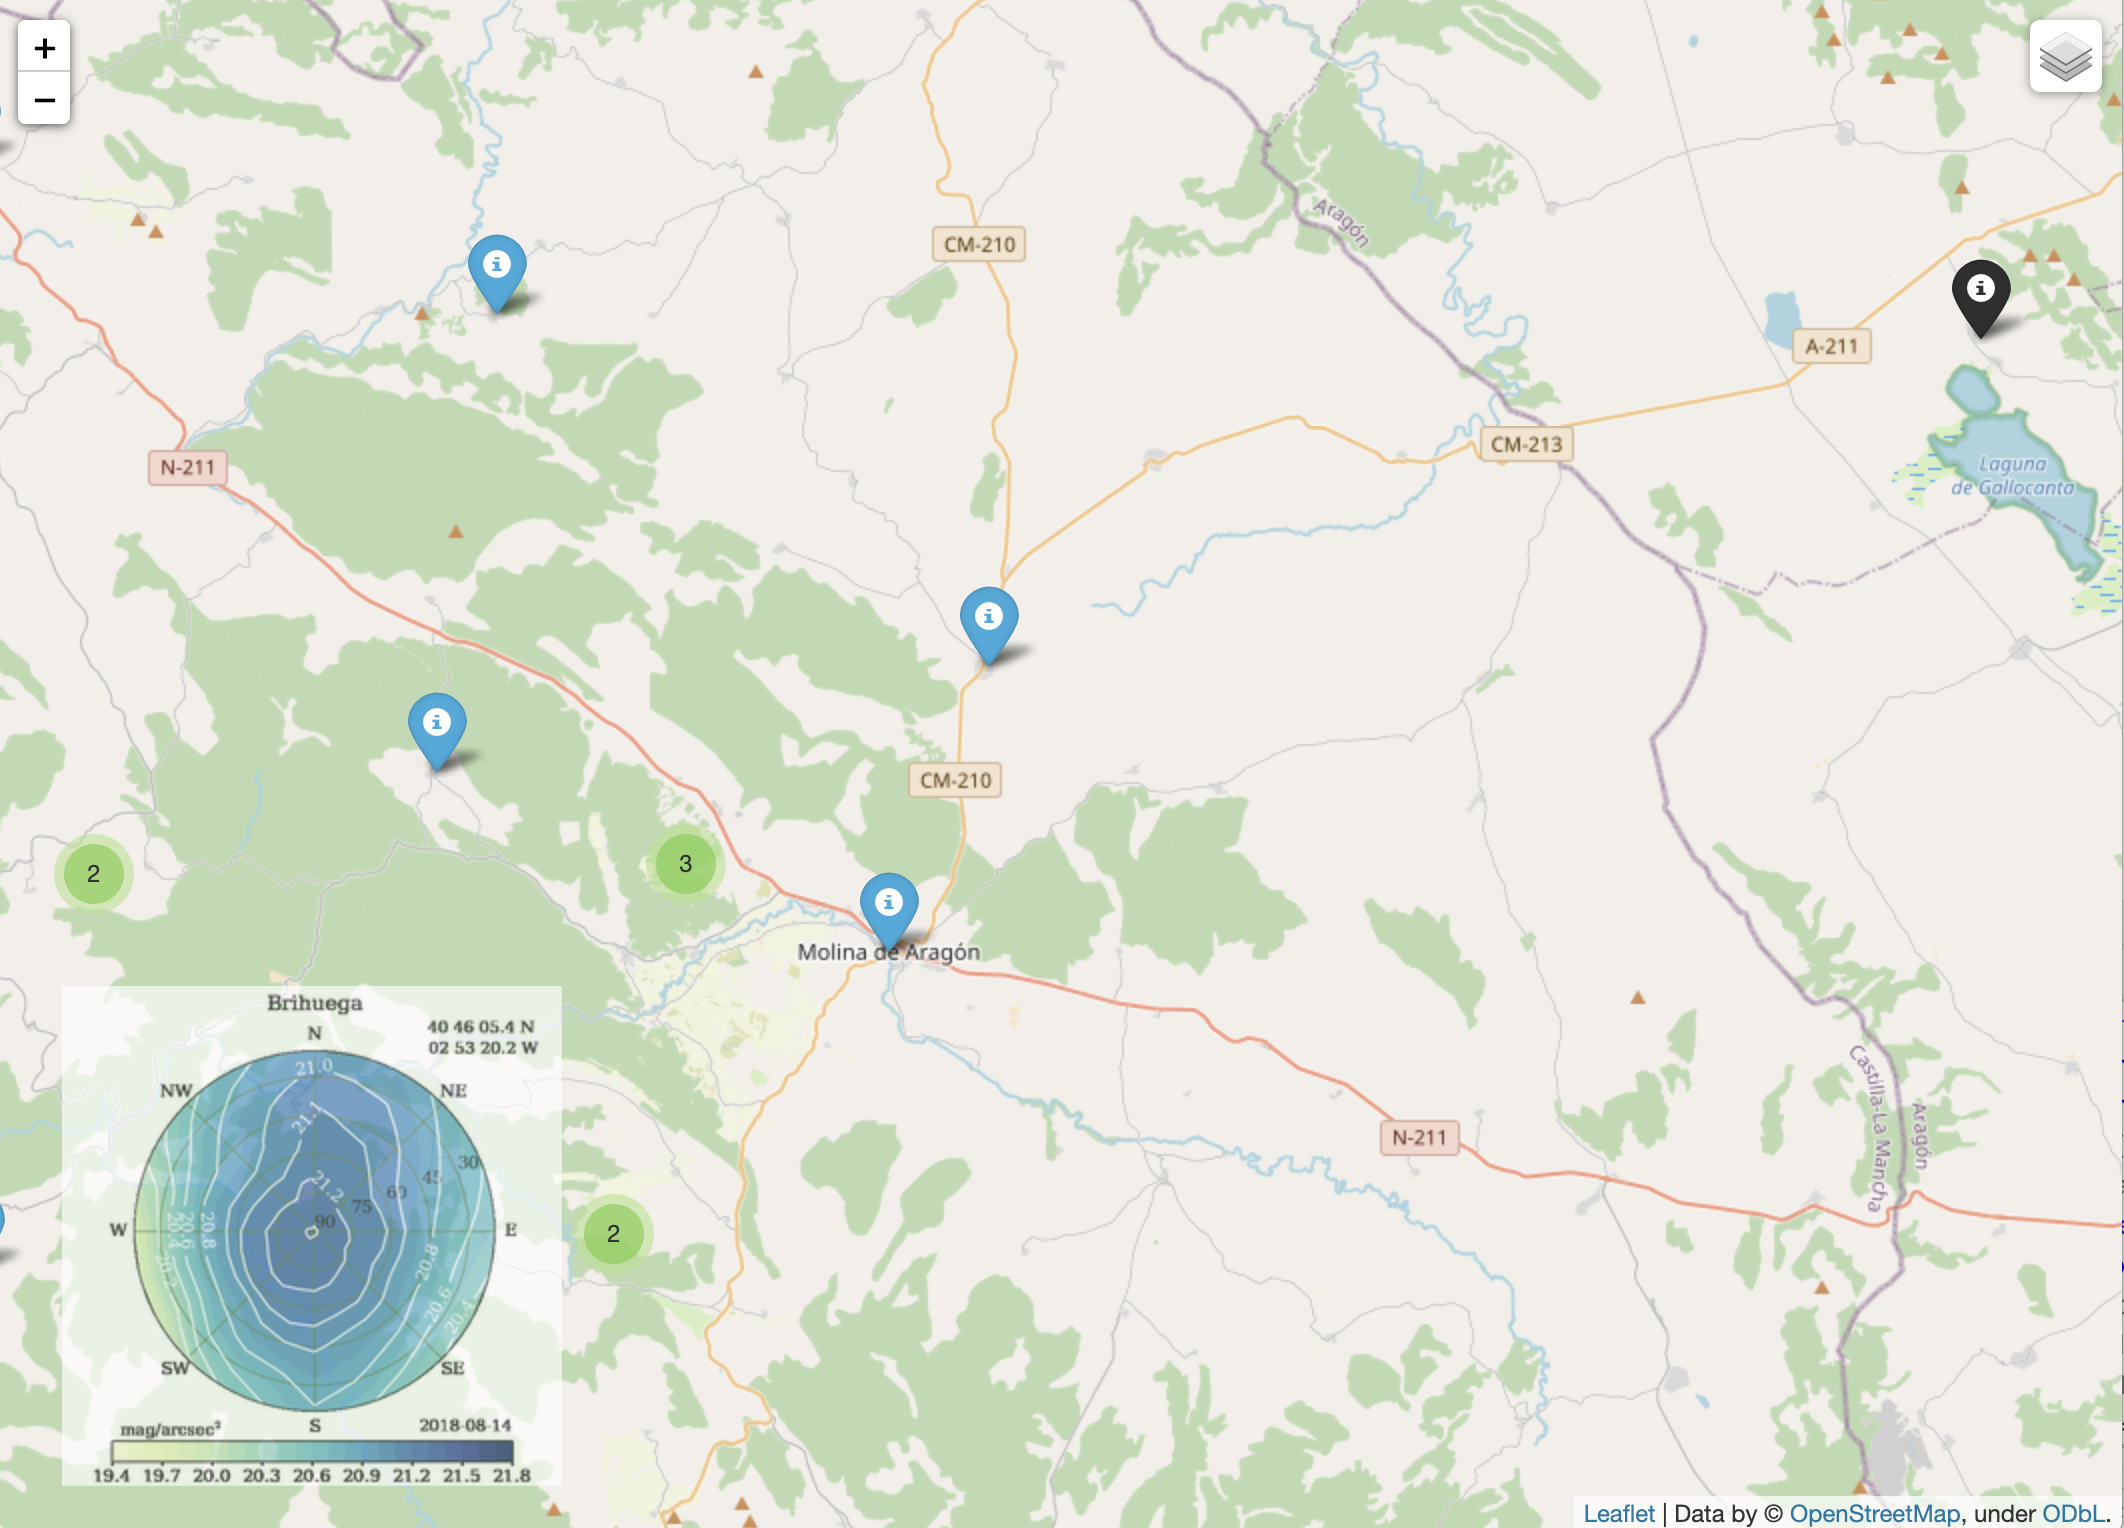 +
−
CM-210
Aragón
A-211
N-211
CM-213
Laguna
de Gallocanta
CM-210
2
3
Molina de Aragón
Brihuega
40 46 05.4 N
02 53 20.2 W
N
NW
NE
21.0
21.1
21.2
30
45
60
75
90
W
E
20.2
20.4
20.6
20.8
20.8
20.6
20.4
SW
SE
S
mag/arcsec²
2018-08-14
19.4 19.7 20.0 20.3 20.6 20.9 21.2 21.5 21.8
2
N-211
Castilla-La Mancha
Aragón
Leaflet | Data by © OpenStreetMap, under ODbL.